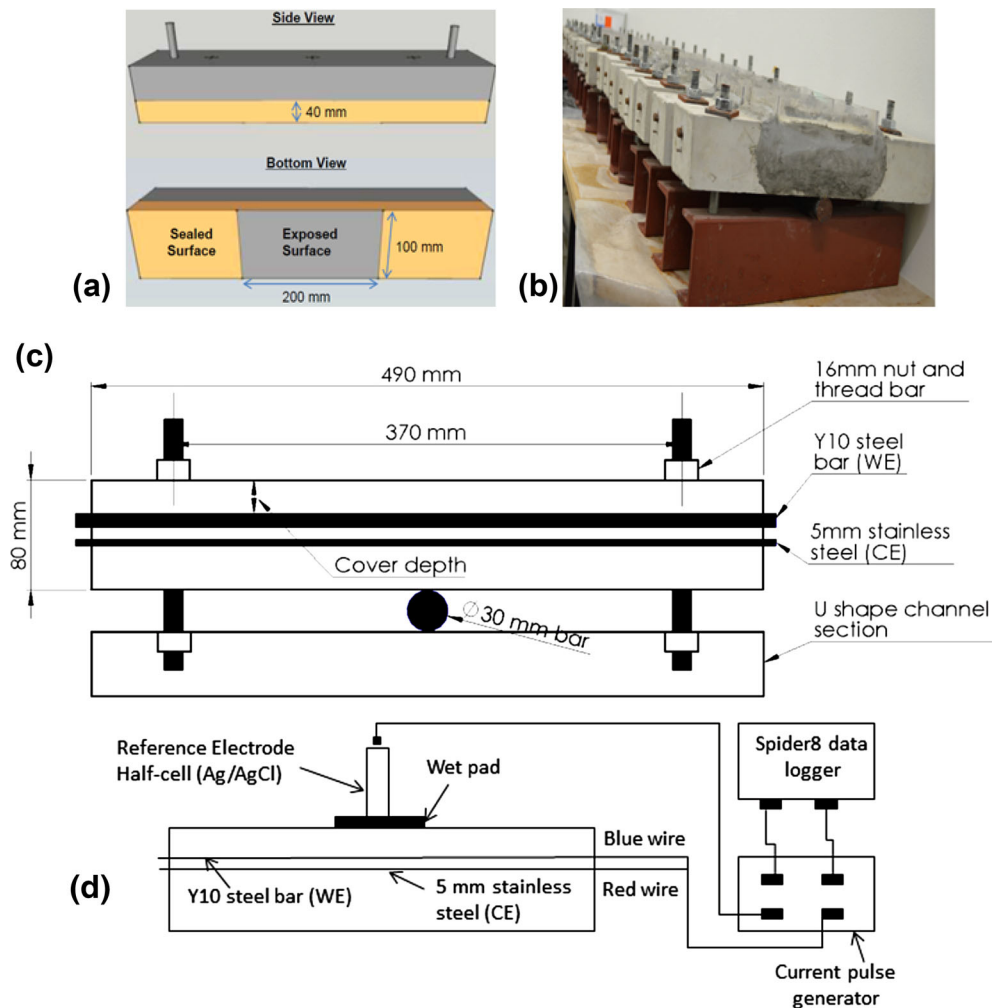 Side View
40 mm
Bottom View
Sealed
Surface
Exposed
Surface
100 mm
200 mm
(a)
(b)
(c)
490 mm
16mm nut and
thread bar
370 mm
Y10 steel
bar (WE)
80 mm
5mm stainless
steel (CE)
Cover depth
∅ 30 mm bar
U shape channel
section
Reference Electrode
Half-cell (Ag/AgCl)
Wet pad
Spider8 data
logger
Blue wire
(d)
Y10 steel bar (WE)
5 mm stainless
steel (CE)
Red wire
Current pulse
generator